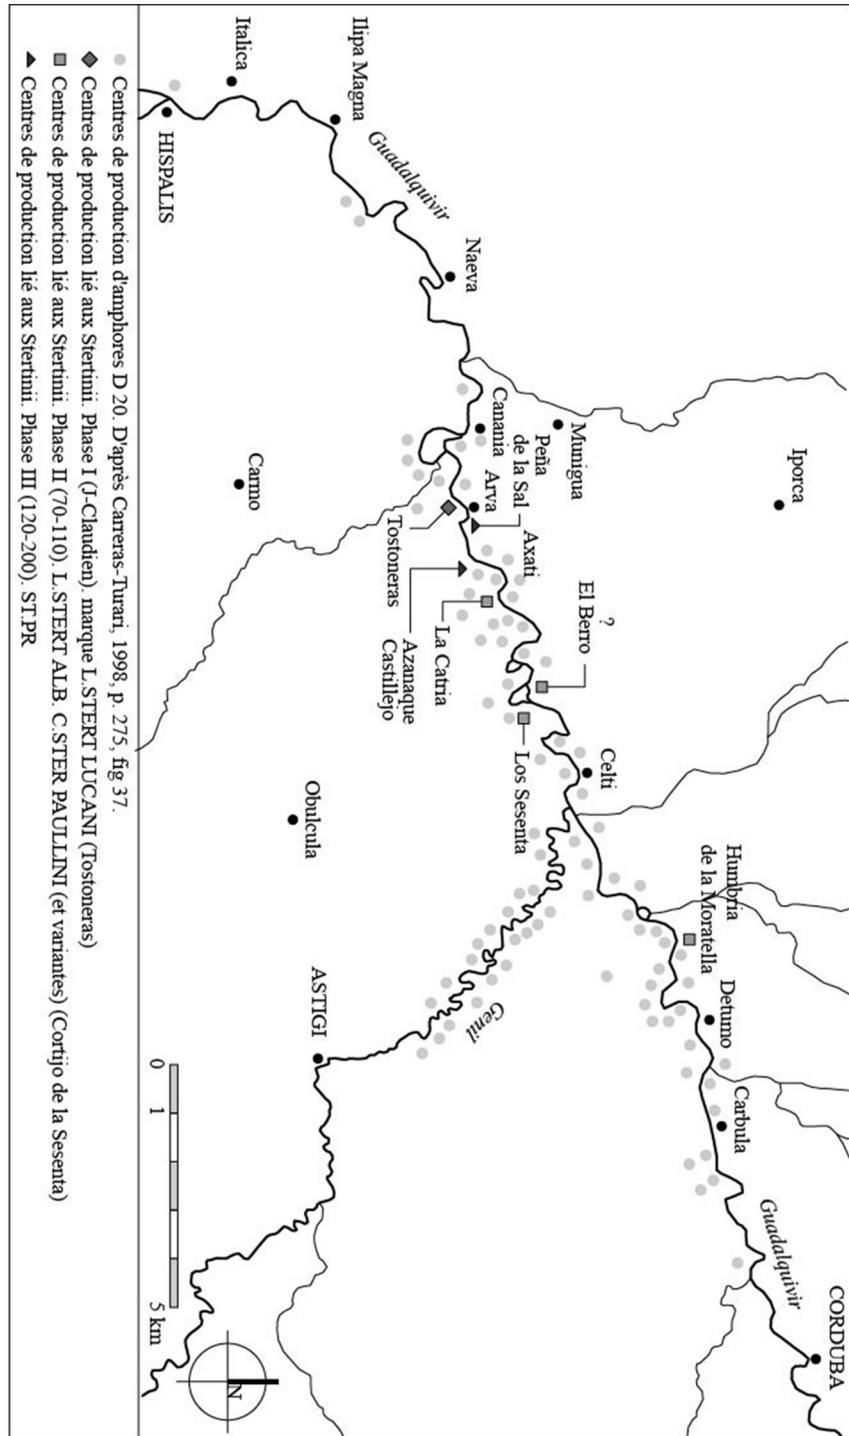 CORDUBA
Guadalquivir
Iporca
Carbula
Detumo
Humbria
de la Moratella
Munigua
?
El Berro
Celti
Peña
de la Sal
Axati
Canania
Arva
Naeva
Los Sesenta
Genil
La Catria
Tostoneras
Azanaque
Castillejo
Guadalquivir
Ilipa Magna
ASTIGI
Obulcula
Carmo
Italica
HISPALIS
0
1
5 km
N
Centres de production d'amphores D 20. D'après Carreras-Turari, 1998, p. 275, fig 37.
Centres de production lié aux Stertinii. Phase I (J-Claudien). marque L.STERT LUCANI (Tostoneras)
Centres de production lié aux Stertinii. Phase II (70-110). L.STERT ALB. C.STER PAULLINI (et variantes) (Cortijo de la Sesenta)
Centres de production lié aux Stertinii. Phase III (120-200). ST.PR